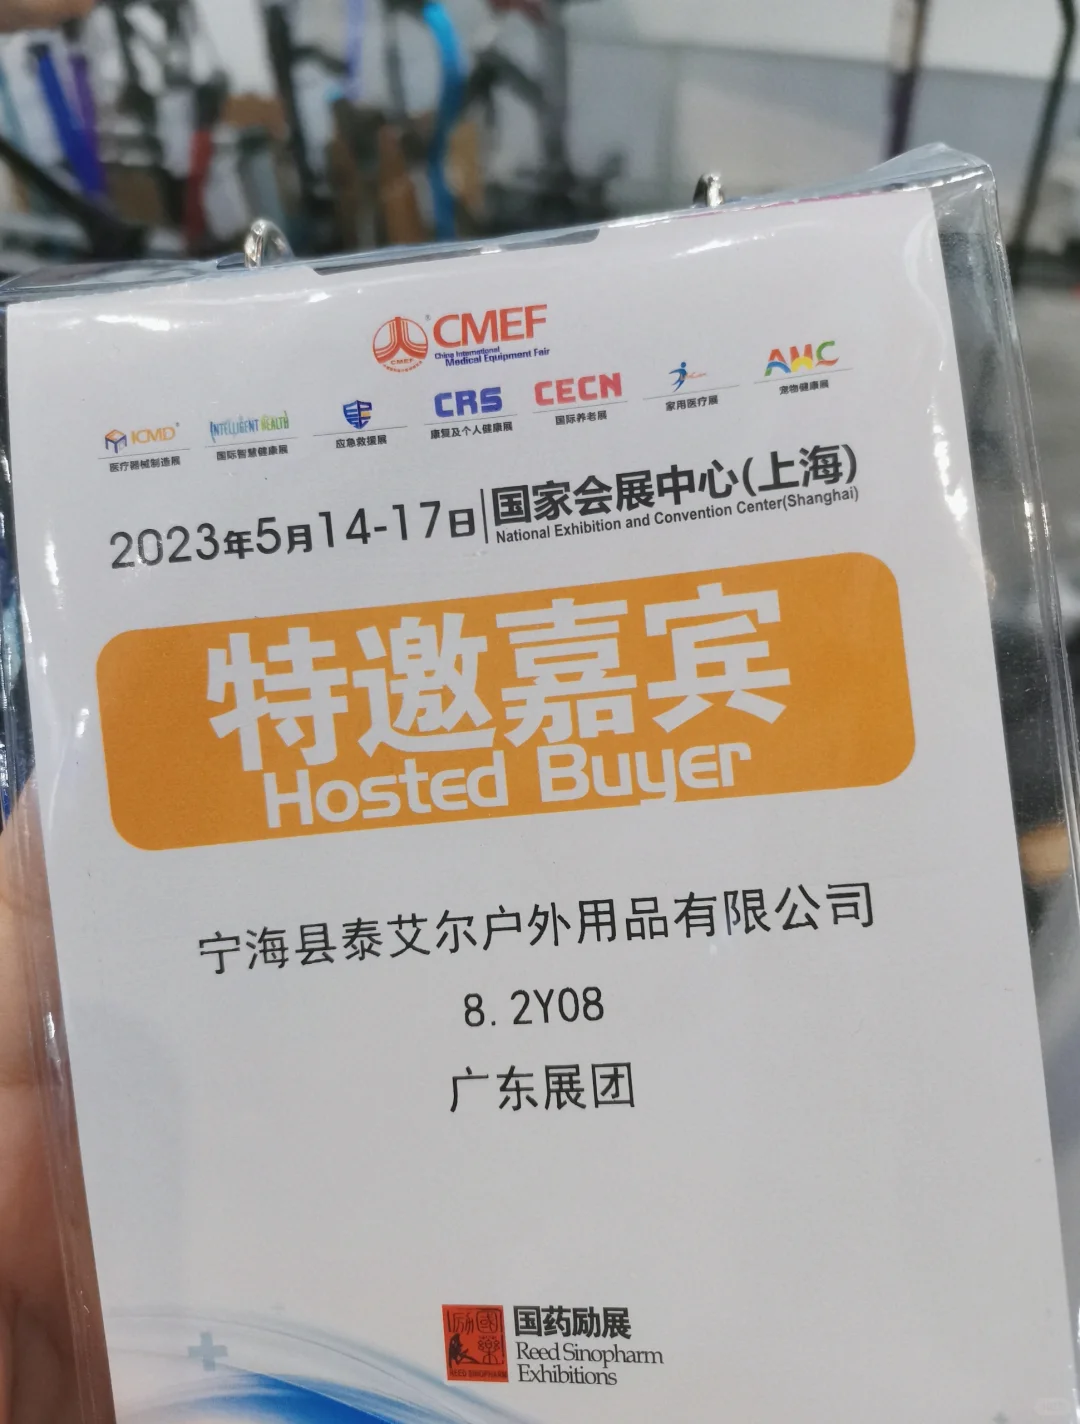 CMEF
China International
Medical Equipment Fair
CMEF
ICMD
医疗器械制造展
INTELLIGENT HEALTH
国际智慧健康展
应急救援展
CRS
康复及个人健康展
CECN
国际养老展
家用医疗展
AHC
宠物健康展
2023年5月14-17日|国家会展中心(上海)
National Exhibition and Convention Center(Shanghai)
特邀嘉宾
Hosted Buyer
宁海县泰艾尔户外用品有限公司
8.2Y08
广东展团
国药励展
Reed Sinopharm
Exhibitions
REED SINOPHARM